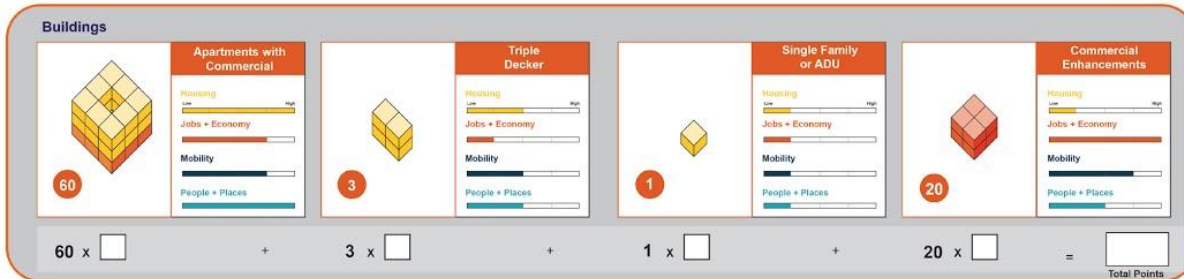 Buildings
Apartments with
Commercial
Housing
Low High
Jobs + Economy
Mobility
People + Places
60
Triple
Decker
Housing
Low High
Jobs + Economy
Mobility
People + Places
3
Single Family
or ADU
Housing
Low High
Jobs + Economy
Mobility
People + Places
1
Commercial
Enhancements
Housing
Low High
Jobs + Economy
Mobility
People + Places
20
60 x + 3 x + 1 x + 20 x =
Total Points